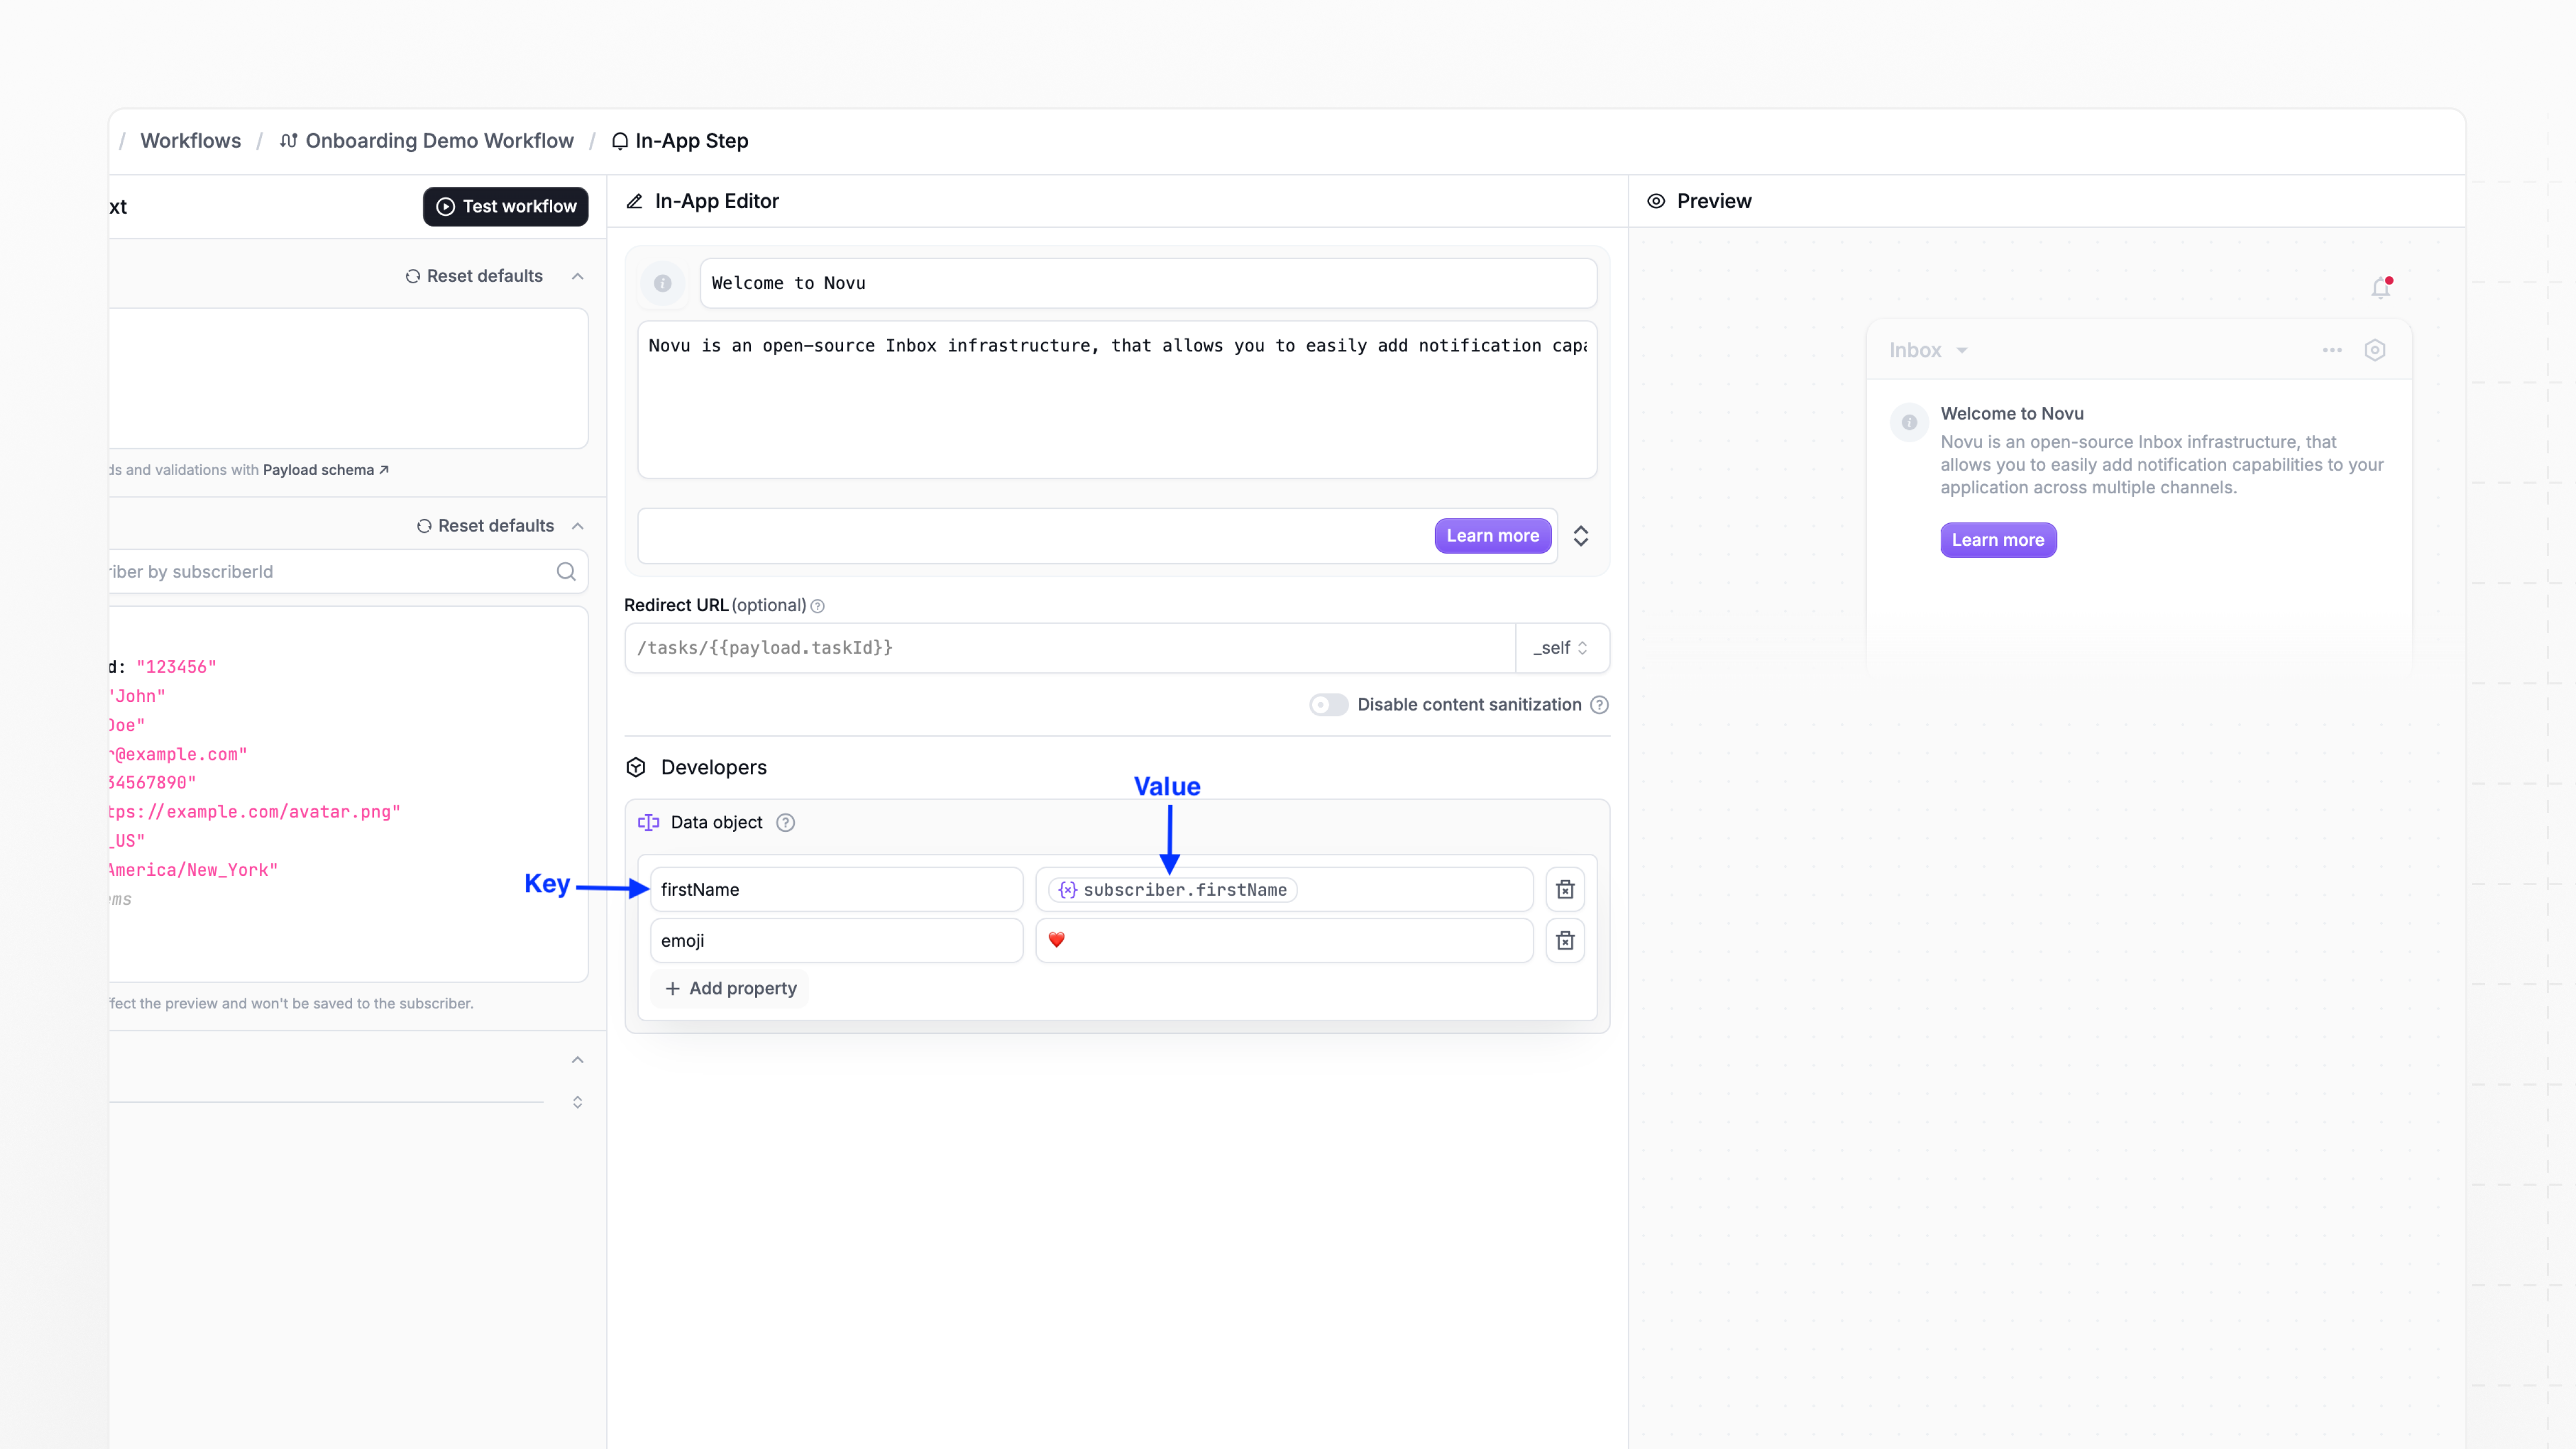 / Workflows / Onboarding Demo Workflow / In-App Step
xt
Test workflow
Reset defaults
ds and validations with Payload schema ↗
Reset defaults
riber by subscriberId
d: "123456"
"John"
Doe"
r@example.com"
34567890"
tps://example.com/avatar.png"
_US"
America/New_York"
ems
ffect the preview and won't be saved to the subscriber.
In-App Editor
Welcome to Novu
Novu is an open-source Inbox infrastructure, that allows you to easily add notification capa
Learn more
Redirect URL (optional)
/tasks/{{payload.taskId}}
_self
Disable content sanitization
Developers
Value
Data object
Key
firstName
subscriber.firstName
emoji
❤️
+ Add property
Preview
Inbox
Welcome to Novu
Novu is an open-source Inbox infrastructure, that
allows you to easily add notification capabilities to your
application across multiple channels.
Learn more